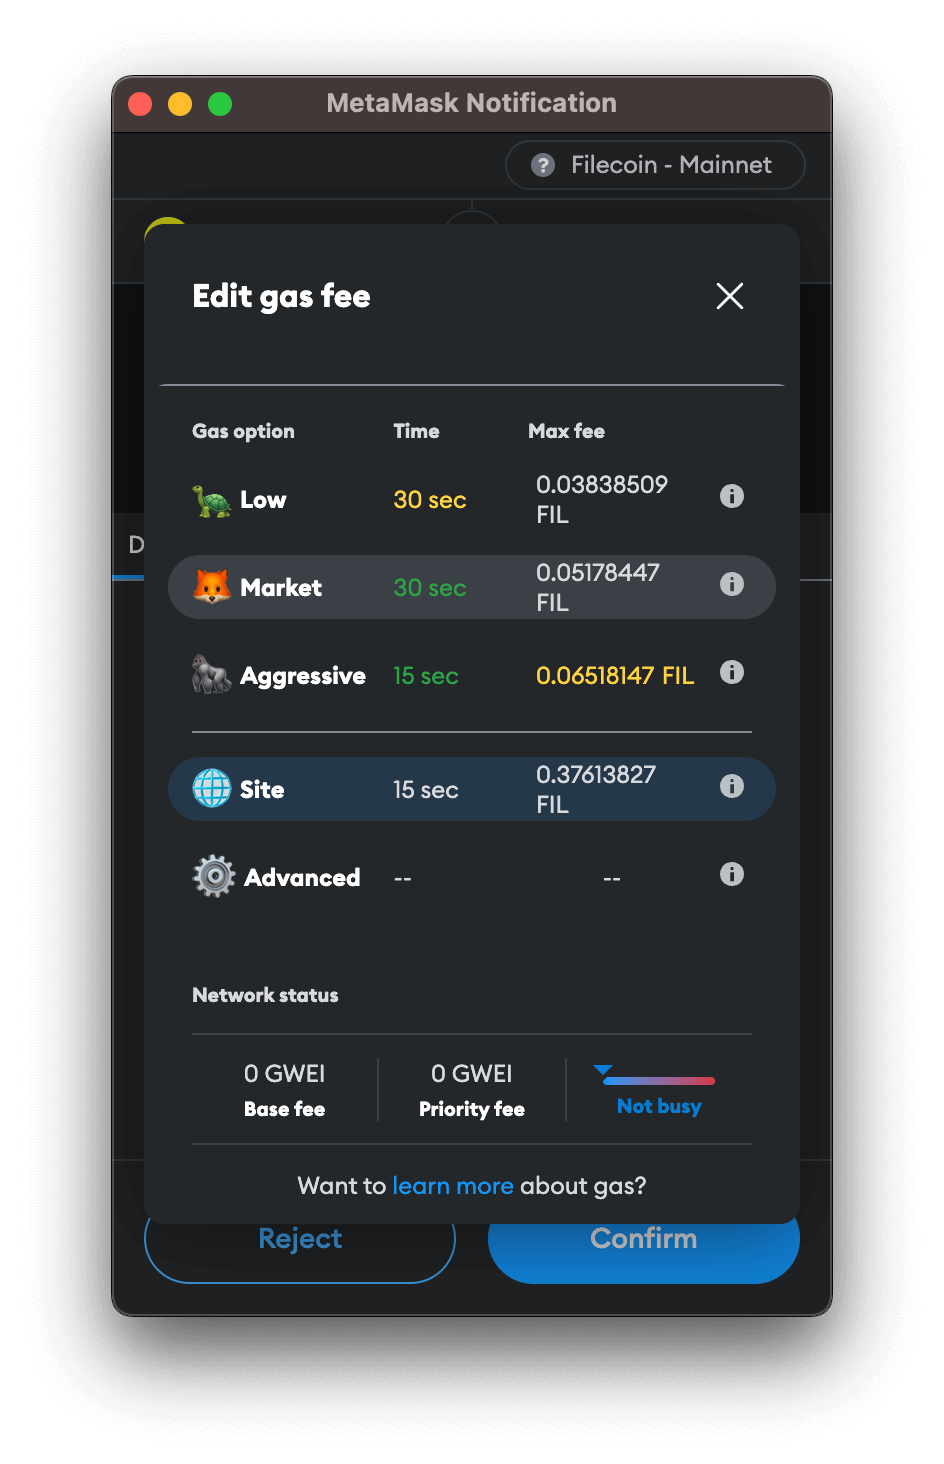 MetaMask Notification
? Filecoin - Mainnet
Edit gas fee
Gas option Time Max fee
Low 30 sec 0.03838509
FIL
D
Market 30 sec 0.05178447
FIL
Aggressive 15 sec 0.06518147 FIL
Site 15 sec 0.37613827
FIL
Advanced -- --
Network status
0 GWEI 0 GWEI
Base fee Priority fee Not busy
Want to learn more about gas?
Reject Confirm